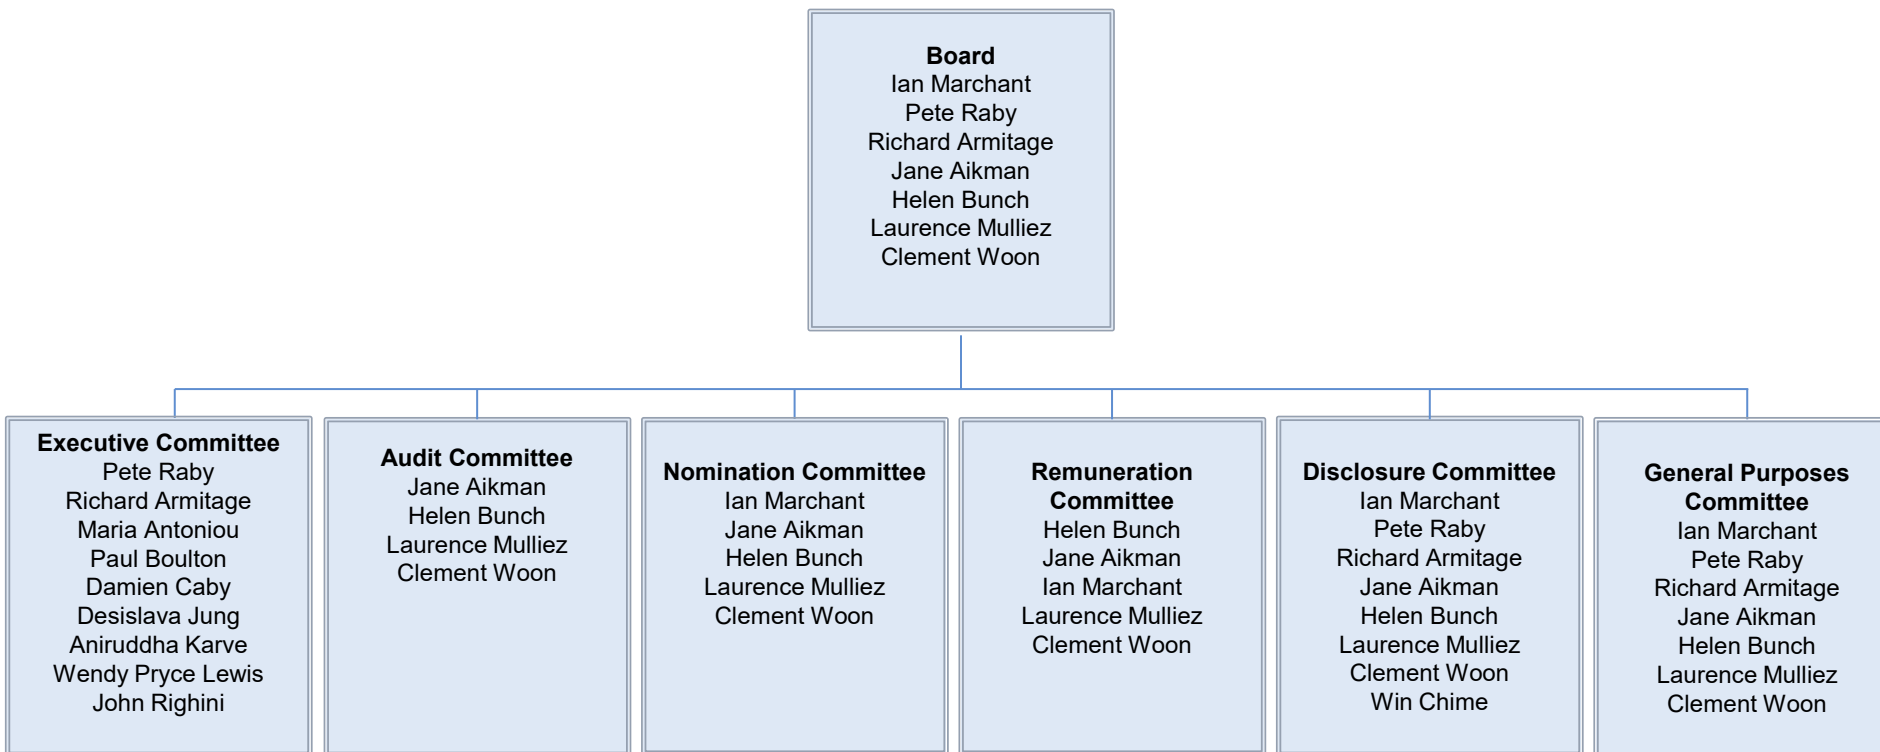 Board
Ian Marchant
Pete Raby
Richard Armitage
Jane Aikman
Helen Bunch
Laurence Mulliez
Clement Woon
Executive Committee
Pete Raby
Richard Armitage
Maria Antoniou
Paul Boulton
Damien Caby
Desislava Jung
Aniruddha Karve
Wendy Pryce Lewis
John Righini
Audit Committee
Jane Aikman
Helen Bunch
Laurence Mulliez
Clement Woon
Nomination Committee
Ian Marchant
Jane Aikman
Helen Bunch
Laurence Mulliez
Clement Woon
Remuneration
Committee
Helen Bunch
Jane Aikman
Ian Marchant
Laurence Mulliez
Clement Woon
Disclosure Committee
Ian Marchant
Pete Raby
Richard Armitage
Jane Aikman
Helen Bunch
Laurence Mulliez
Clement Woon
Win Chime
General Purposes
Committee
Ian Marchant
Pete Raby
Richard Armitage
Jane Aikman
Helen Bunch
Laurence Mulliez
Clement Woon